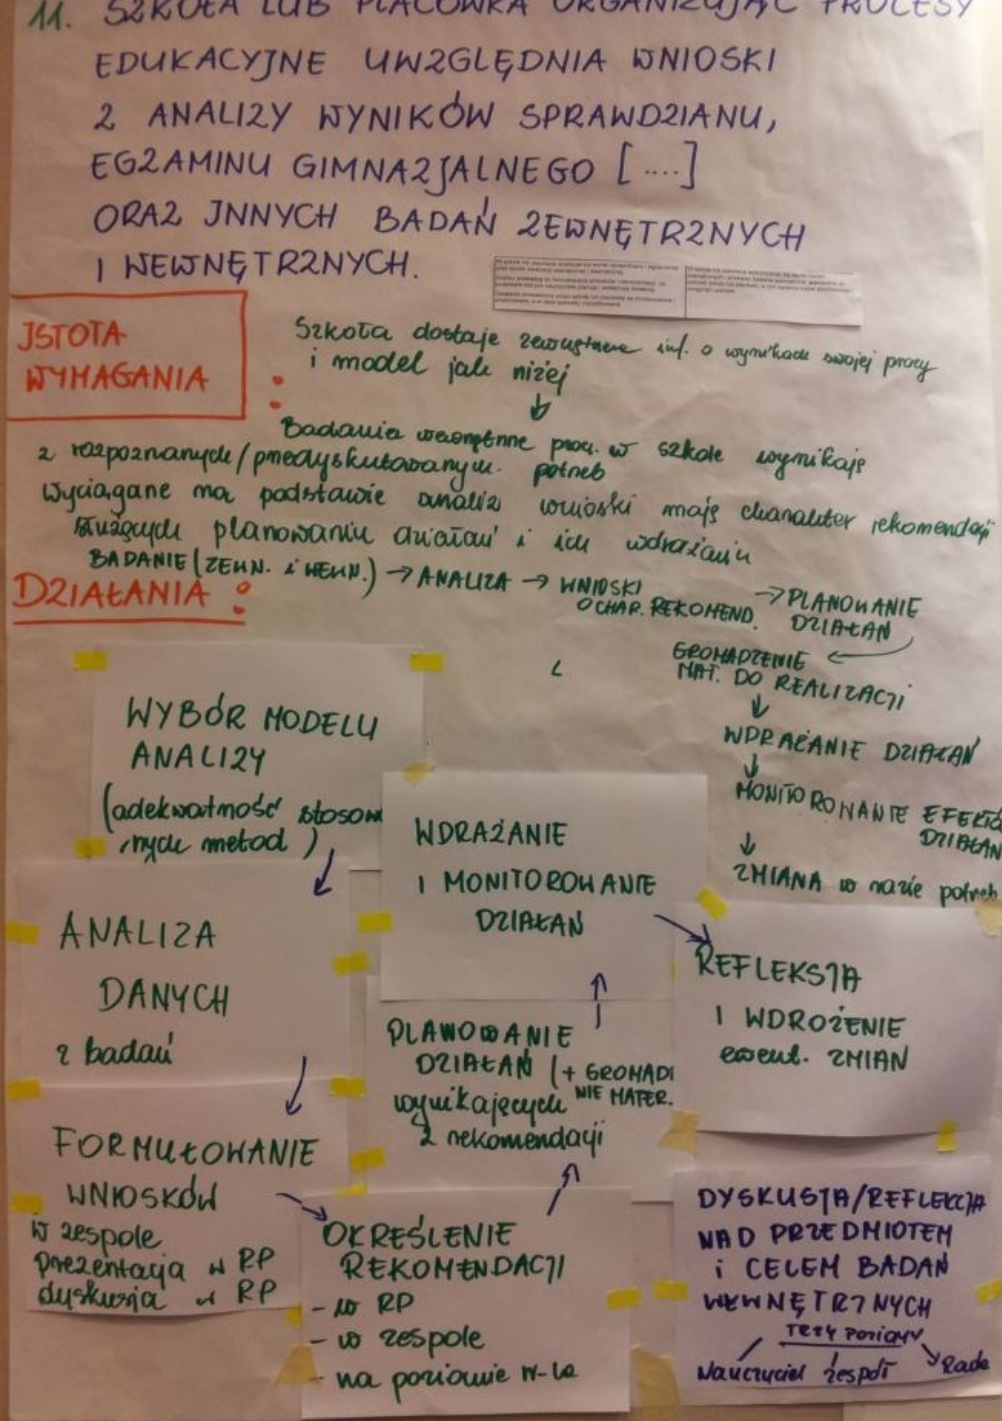 11. SZKOŁA LUB PLACÓWKA ORGANIZUJĄC PROCESY
EDUKACYJNE UWZGLĘDNIA WNIOSKI
Z ANALIZY WYNIKÓW SPRAWDZIANU,
EGZAMINU GIMNAZJALNEGO [....]
ORAZ INNYCH BADAŃ ZEWNĘTRZNYCH
I WEWNĘTRZNYCH.
ISTOTA
WYMAGANIA :
Szkoła dostaje zewnętrzne inf. o wynikach swojej pracy
i model jak niżej
↓
Badania wewnętrzne prow. w szkole wynikają
z rozpoznanych/przedyskutowanych potrzeb
Wyciągane na podstawie analiz wnioski mają charakter rekomendacji
służących planowaniu działań i ich wdrażaniu
BADANIE (ZEWN. i WEWN.) → ANALIZA → WNIOSKI
O CHAR. REKOMEND.
→ PLANOWANIE
DZIAŁAŃ
GROMADZENIE
MAT. DO REALIZACJI
↓
WDRAŻANIE DZIAŁAŃ
↓
MONITOROWANIE EFEKTÓ
DZIAŁAŃ
↓
ZMIANA w razie potrzeb
DZIAŁANIA :
WYBÓR MODELU
ANALIZY
(adekwatność stosow
nych metod)
ANALIZA
DANYCH
z badań
FORMUŁOWANIE
WNIOSKÓW
w zespole
prezentacja w RP
dyskusja w RP
OKREŚLENIE
REKOMENDACJI
- w RP
- w zespole
- na poziomie n-la
PLANOWANIE
DZIAŁAŃ (+ GROMADZ
wynikających NIE MATER.
z rekomendacji
WDRAŻANIE
I MONITOROWANIE
DZIAŁAŃ
REFLEKSJA
I WDROŻENIE
ewent. ZMIAN
DYSKUSJA/REFLEKCJA
NAD PRZEDMIOTEM
i CELEM BADAŃ
WEWNĘTRZNYCH
TRZY POZIOMY
Nauczyciel zespół Rada